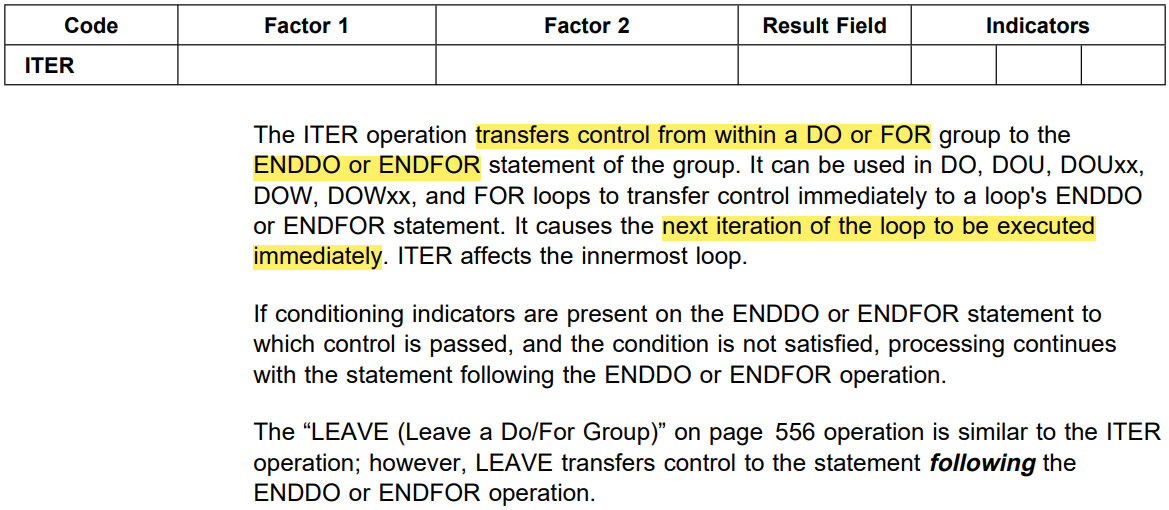 Code Factor 1 Factor 2 Result Field Indicators
ITER
The ITER operation transfers control from within a DO or FOR group to the
ENDDO or ENDFOR statement of the group. It can be used in DO, DOU, DOUxx,
DOW, DOWxx, and FOR loops to transfer control immediately to a loop's ENDDO
or ENDFOR statement. It causes the next iteration of the loop to be executed
immediately. ITER affects the innermost loop.
If conditioning indicators are present on the ENDDO or ENDFOR statement to
which control is passed, and the condition is not satisfied, processing continues
with the statement following the ENDDO or ENDFOR operation.
The “LEAVE (Leave a Do/For Group)” on page 556 operation is similar to the ITER
operation; however, LEAVE transfers control to the statement following the
ENDDO or ENDFOR operation.